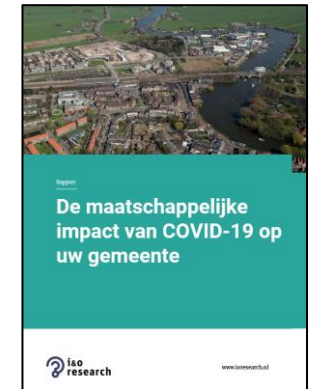 Rapport
De maatschappelijke
impact van COVID-19 op
uw gemeente
i&o
research
www.ioresearch.nl